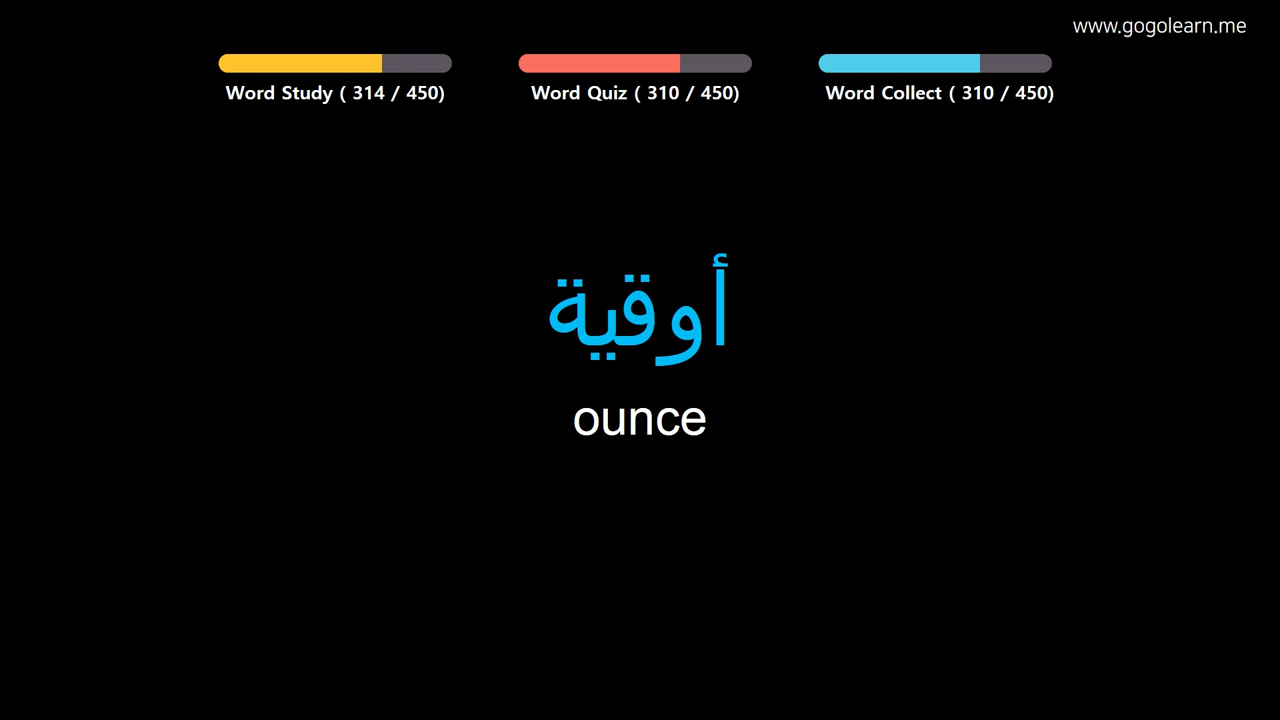 www.gogolearn.me
Word Study ( 314 / 450)
Word Quiz ( 310 / 450)
Word Collect ( 310 / 450)
أوقية
ounce